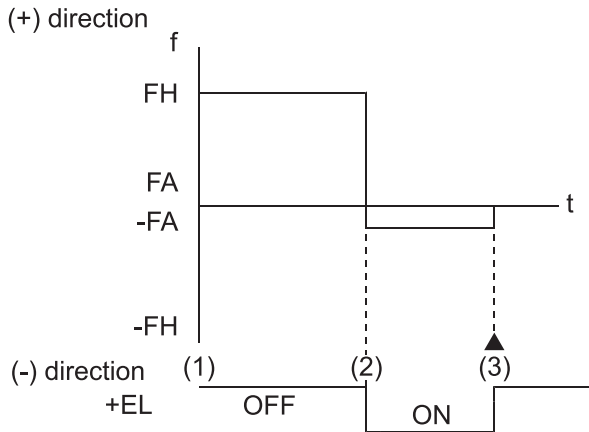 (+) direction
f
FH
FA
t
-FA
-FH
(-) direction (1) (2) (3)
+EL OFF ON